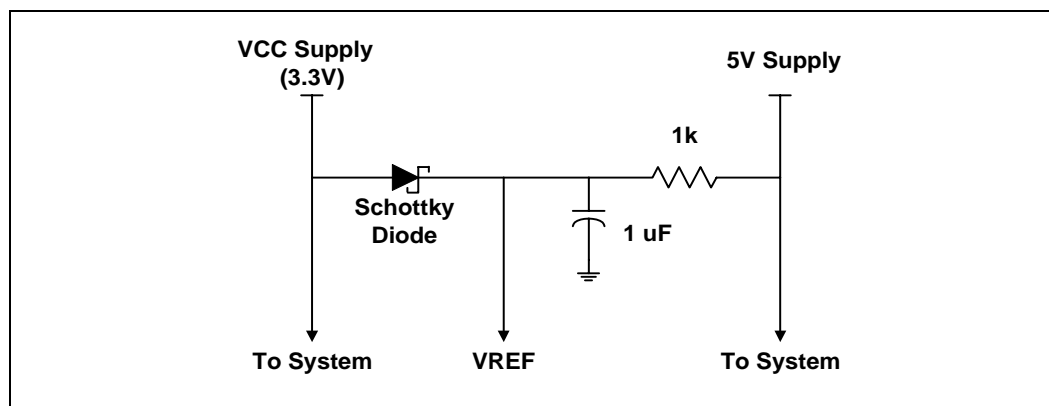 VCC Supply
(3.3V)
5V Supply
1k
Schottky
Diode
1 uF
To System
VREF
To System